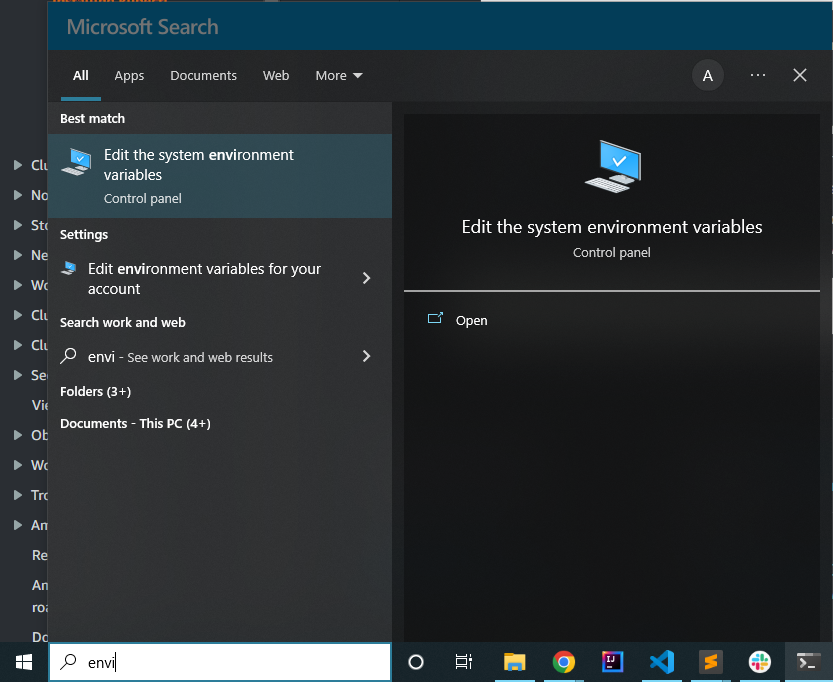 Microsoft Search
All Apps Documents Web More
A
Best match
Edit the system environment
variables
Control panel
Settings
Edit environment variables for your
account
Search work and web
envi - See work and web results
Folders (3+)
Documents - This PC (4+)
Edit the system environment variables
Control panel
Open
Clu
No
Sto
Ne
Wo
Clu
Clu
Sec
Vie
Ob
Wo
Tro
Am
Re
Am
roa
Do
envi
IJ